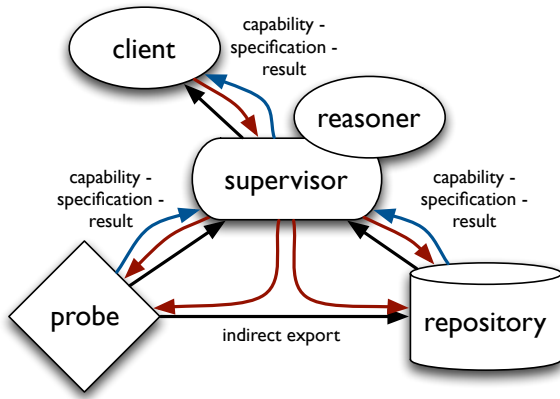 client
capability -
specification -
result
reasoner
supervisor
capability -
specification -
result
capability -
specification -
result
probe
indirect export
repository